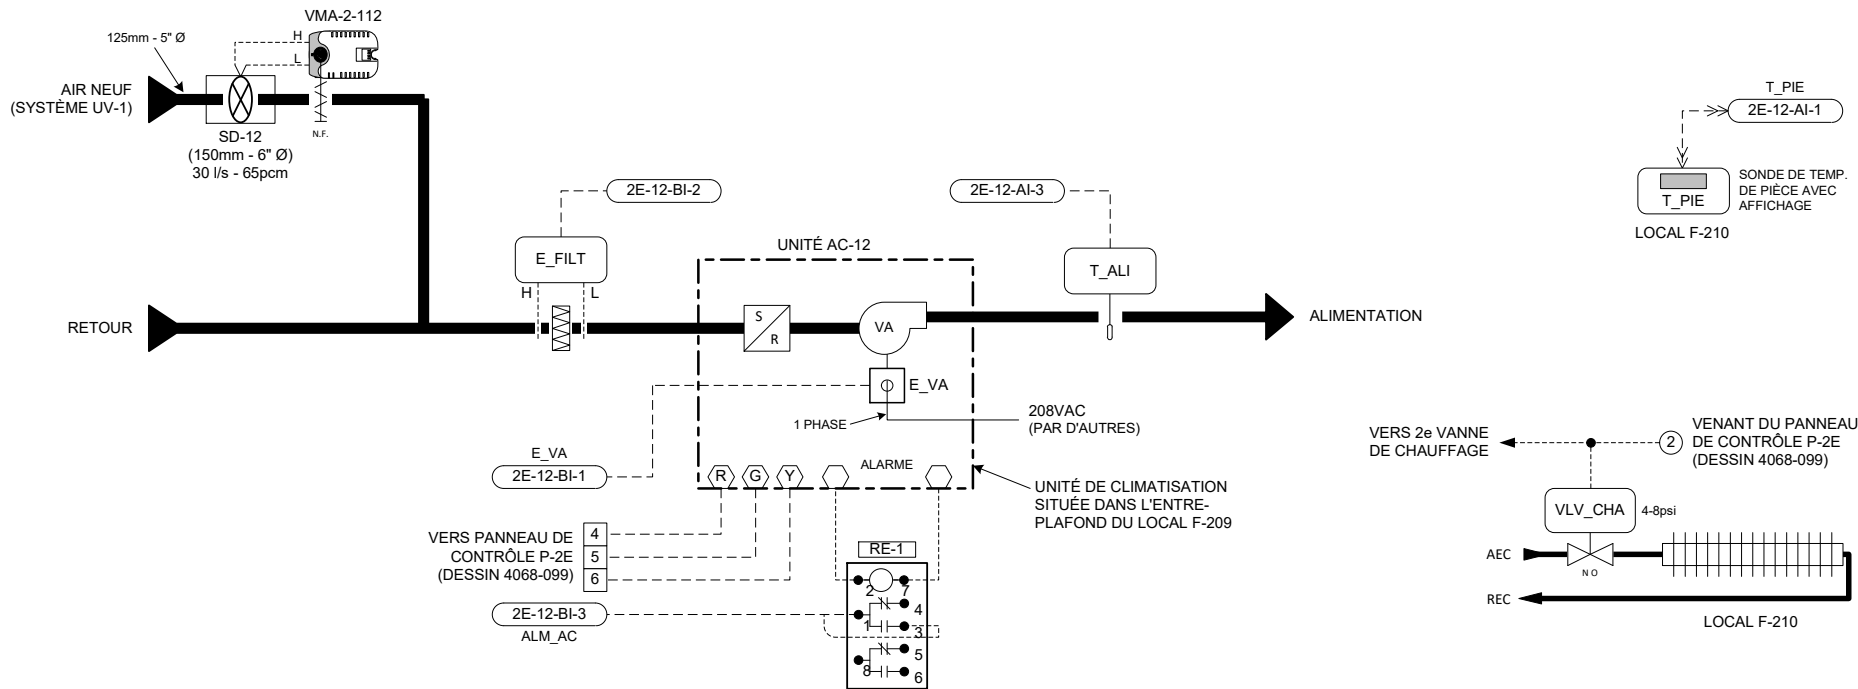 VMA-2-112
125mm - 5" Ø
H
L
AIR NEUF
(SYSTÈME UV-1)
N.F.
SD-12
(150mm - 6" Ø)
30 l/s - 65pcm
T_PIE
2E-12-AI-1
T_PIE
SONDE DE TEMP.
DE PIÈCE AVEC
AFFICHAGE
LOCAL F-210
2E-12-BI-2
2E-12-AI-3
E_FILT
H
L
UNITÉ AC-12
T_ALI
RETOUR
S
R
VA
ALIMENTATION
E_VA
1 PHASE
208VAC
(PAR D'AUTRES)
E_VA
2E-12-BI-1
R
G
Y
ALARME
UNITÉ DE CLIMATISATION
SITUÉE DANS L'ENTRE-
PLAFOND DU LOCAL F-209
VERS PANNEAU DE
CONTRÔLE P-2E
(DESSIN 4068-099)
4
5
6
RE-1
2
7
4
1
3
5
8
6
2E-12-BI-3
ALM_AC
VERS 2e VANNE
DE CHAUFFAGE
2
VENANT DU PANNEAU
DE CONTRÔLE P-2E
(DESSIN 4068-099)
VLV_CHA
4-8psi
AEC
N O
REC
LOCAL F-210